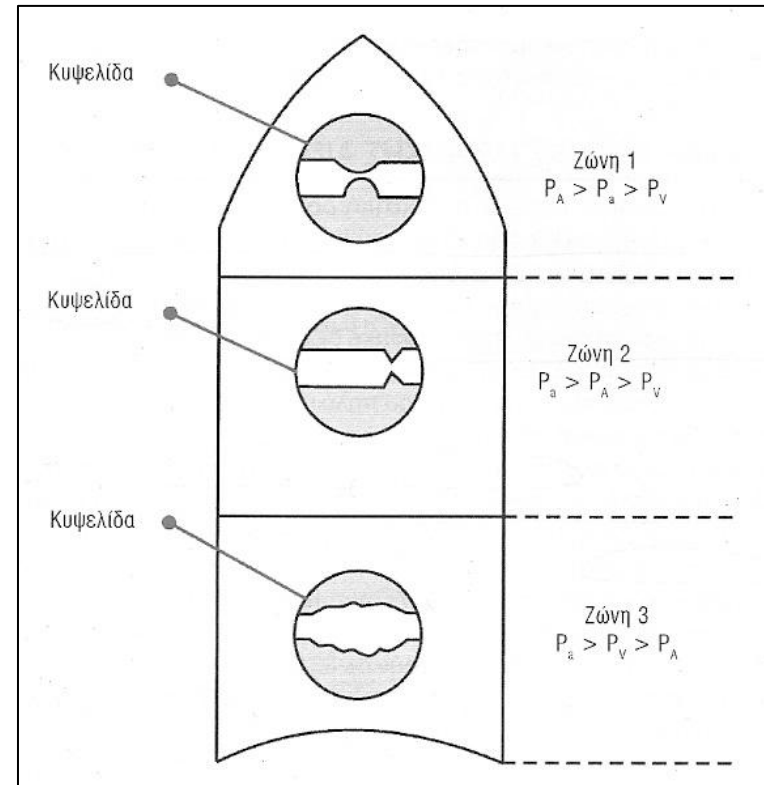 Κυψελίδα
Ζώνη 1
P_A > P_a > P_V
Κυψελίδα
Ζώνη 2
P_a > P_A > P_V
Κυψελίδα
Ζώνη 3
P_a > P_V > P_A